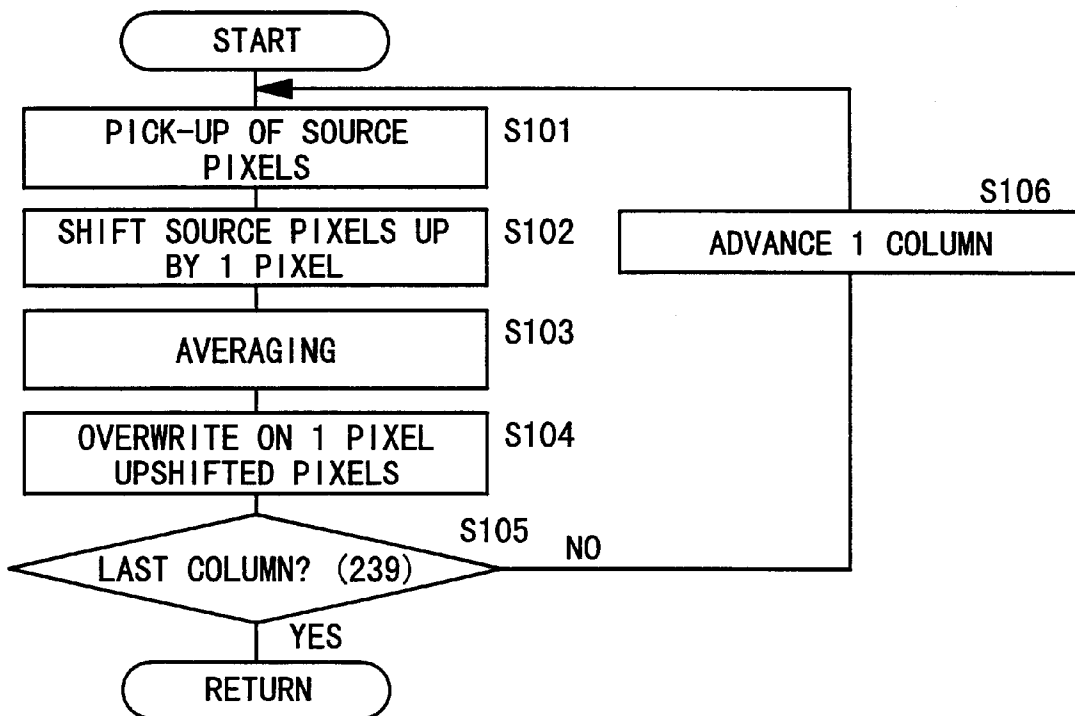 START
PICK-UP OF SOURCE
PIXELS
S101
SHIFT SOURCE PIXELS UP
BY 1 PIXEL
S102
AVERAGING
S103
OVERWRITE ON 1 PIXEL
UPSHIFTED PIXELS
S104
LAST COLUMN? (239)
S105
NO
YES
RETURN
S106
ADVANCE 1 COLUMN